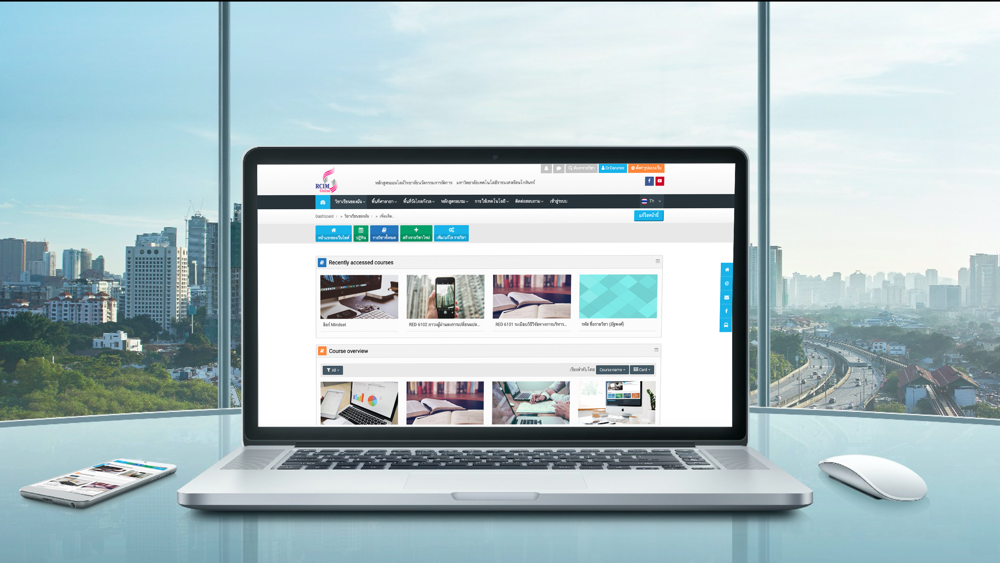 ค้นหารายวิชา Dr.Darunee ตั้งค่ารูปแบบเว็บ
RCIM
Online
หลักสูตรออนไลน์วิทยาลัยนวัตกรรมการจัดการ มหาวิทยาลัยเทคโนโลยีราชมงคลรัตนโกสินทร์
วิชาเรียนของฉัน พื้นที่ศาลายา พื้นที่วังไกลกังวล หลักสูตรอบรม การใช้เทคโนโลยี ติดต่อสอบถาม เข้าสู่ระบบ Th
Dashboard วิชาเรียนของฉัน เพิ่มเติม...
แก้ไขหน้านี้
หน้าแรกของเว็บไซต์ ปฏิทิน รายวิชาทั้งหมด สร้างรายวิชาใหม่ เพิ่ม/แก้ไข รายวิชา
Recently accessed courses
ลิงก์ Mindset
RED 6102 ภาวะผู้นำและการเปลี่ยนแปล...
RED 6101 ระเบียบวิธีวิจัยทางการบริหาร...
รหัส ชื่อรายวิชา (อัฐพงศ์)
Course overview
All
เรียงลำดับโดย Course name Card